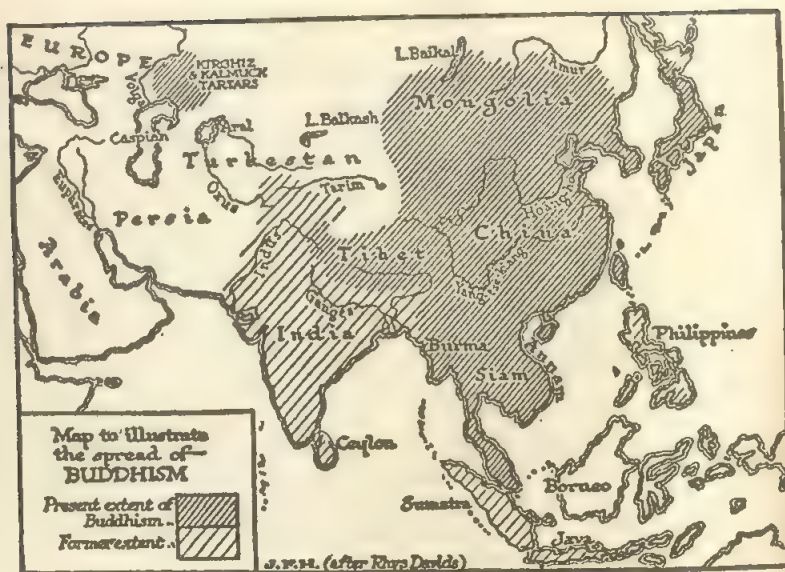 EUROPE
KIRGHIZ
& KALMUCK
TARTARS
Volga
L. Baikal
Amur
Mongolia
Caspian
Aral
L. Balkash
Turkestan
Oxus
Tarim
Japan
Euphrates
Persia
Hoang-ho
China
Tibet
Yang-tse Kiang
Arabia
Indus
Ganges
India
Burma
Annam
Siam
Philippines
Ceylon
Borneo
Sumatra
Java
Map to illustrate
the spread of—
BUDDHISM
Present extent of
Buddhism..
Former extent..
J.F.H. (after Rhys Davids)